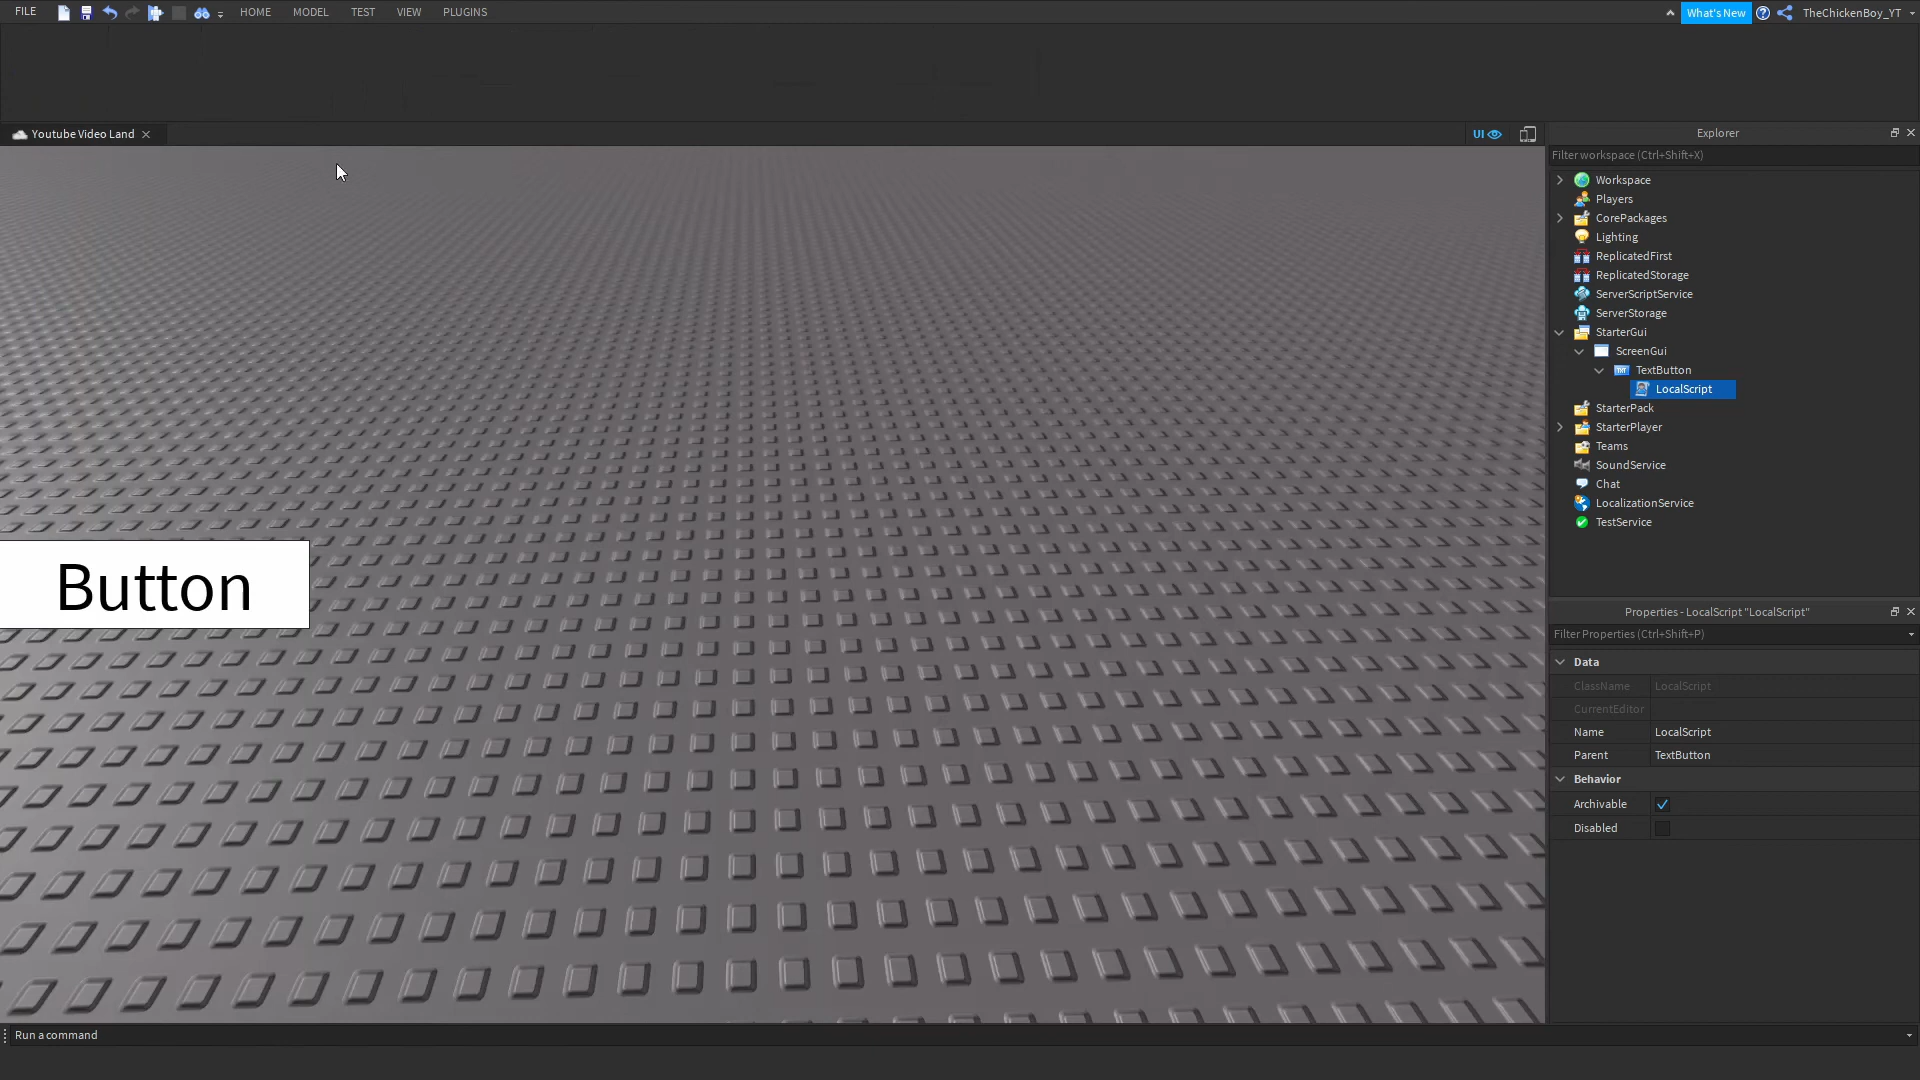 FILE
HOME
MODEL
TEST
VIEW
PLUGINS
What's New
TheChickenBoy_YT
Youtube Video Land
UI
Explorer
Filter workspace (Ctrl+Shift+X)
Workspace
Players
CorePackages
Lighting
ReplicatedFirst
ReplicatedStorage
ServerScriptService
ServerStorage
StarterGui
ScreenGui
TextButton
LocalScript
StarterPack
StarterPlayer
Teams
SoundService
Chat
LocalizationService
TestService
Button
Properties - LocalScript "LocalScript"
Filter Properties (Ctrl+Shift+P)
Data
ClassName LocalScript
CurrentEditor
Name LocalScript
Parent TextButton
Behavior
Archivable
Disabled
Run a command